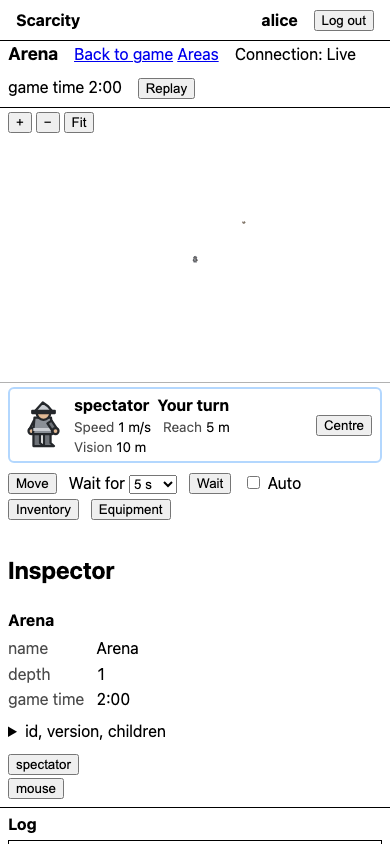 Scarcity alice Log out
Arena Back to game Areas Connection: Live
game time 2:00 Replay
+ − Fit
spectator Your turn
Speed 1 m/s Reach 5 m
Vision 10 m
Centre
Move Wait for 5 s Wait Auto
Inventory Equipment
Inspector
Arena
name Arena
depth 1
game time 2:00
id, version, children
spectator
mouse
Log